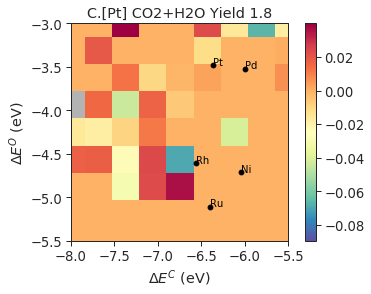 C.[Pt] CO2+H2O Yield 1.8
ΔE^O (eV)
−3.0
−3.5
−4.0
−4.5
−5.0
−5.5
Pt
Pd
Rh
Ni
Ru
−8.0 −7.5 −7.0 −6.5 −6.0 −5.5
ΔE^C (eV)
0.02
0.00
−0.02
−0.04
−0.06
−0.08